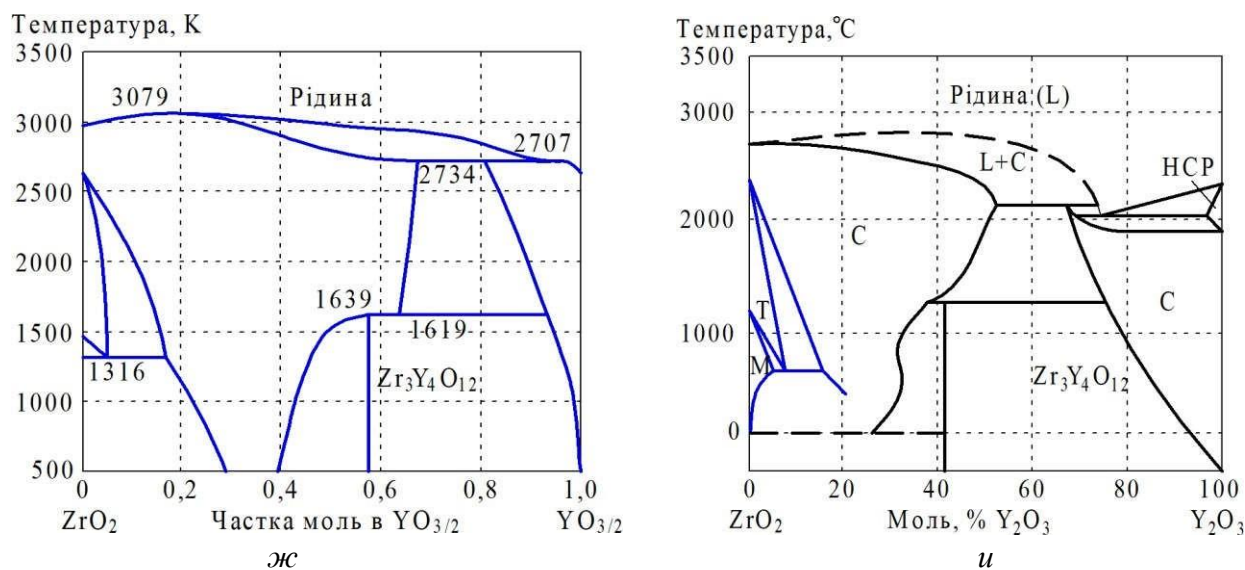 Температура, K
3500
3000
2500
2000
1500
1000
500
3079
Рідина
2707
2734
1639
1619
1316
Zr3Y4O12
0
0,2
0,4
0,6
0,8
1,0
ZrO2
Частка моль в YO3/2
YO3/2
ж
Температура,°C
3500
3000
2000
1000
0
Рідина (L)
L+C
HCP
C
T
C
M
Zr3Y4O12
0
20
40
60
80
100
ZrO2
Моль, % Y2O3
Y2O3
и